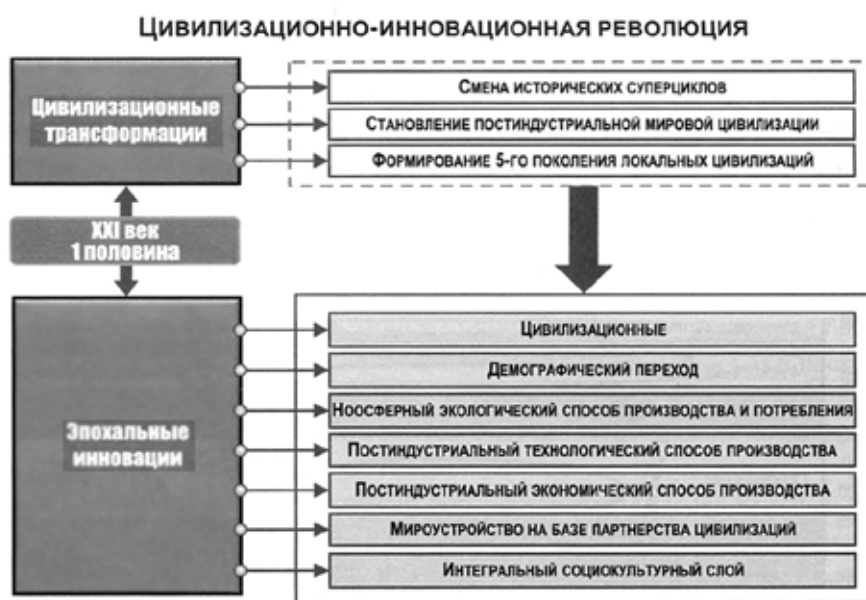 Цивилизационно-инновационная революция
Цивилизационные
трансформации
Смена исторических суперциклов
Становление постиндустриальной мировой цивилизации
Формирование 5-го поколения локальных цивилизаций
XXI век
1 половина
Эпохальные
инновации
Цивилизационные
Демографический переход
Ноосферный экологический способ производства и потребления
Постиндустриальный технологический способ производства
Постиндустриальный экономический способ производства
Мироустройство на базе партнерства цивилизаций
Интегральный социокультурный слой